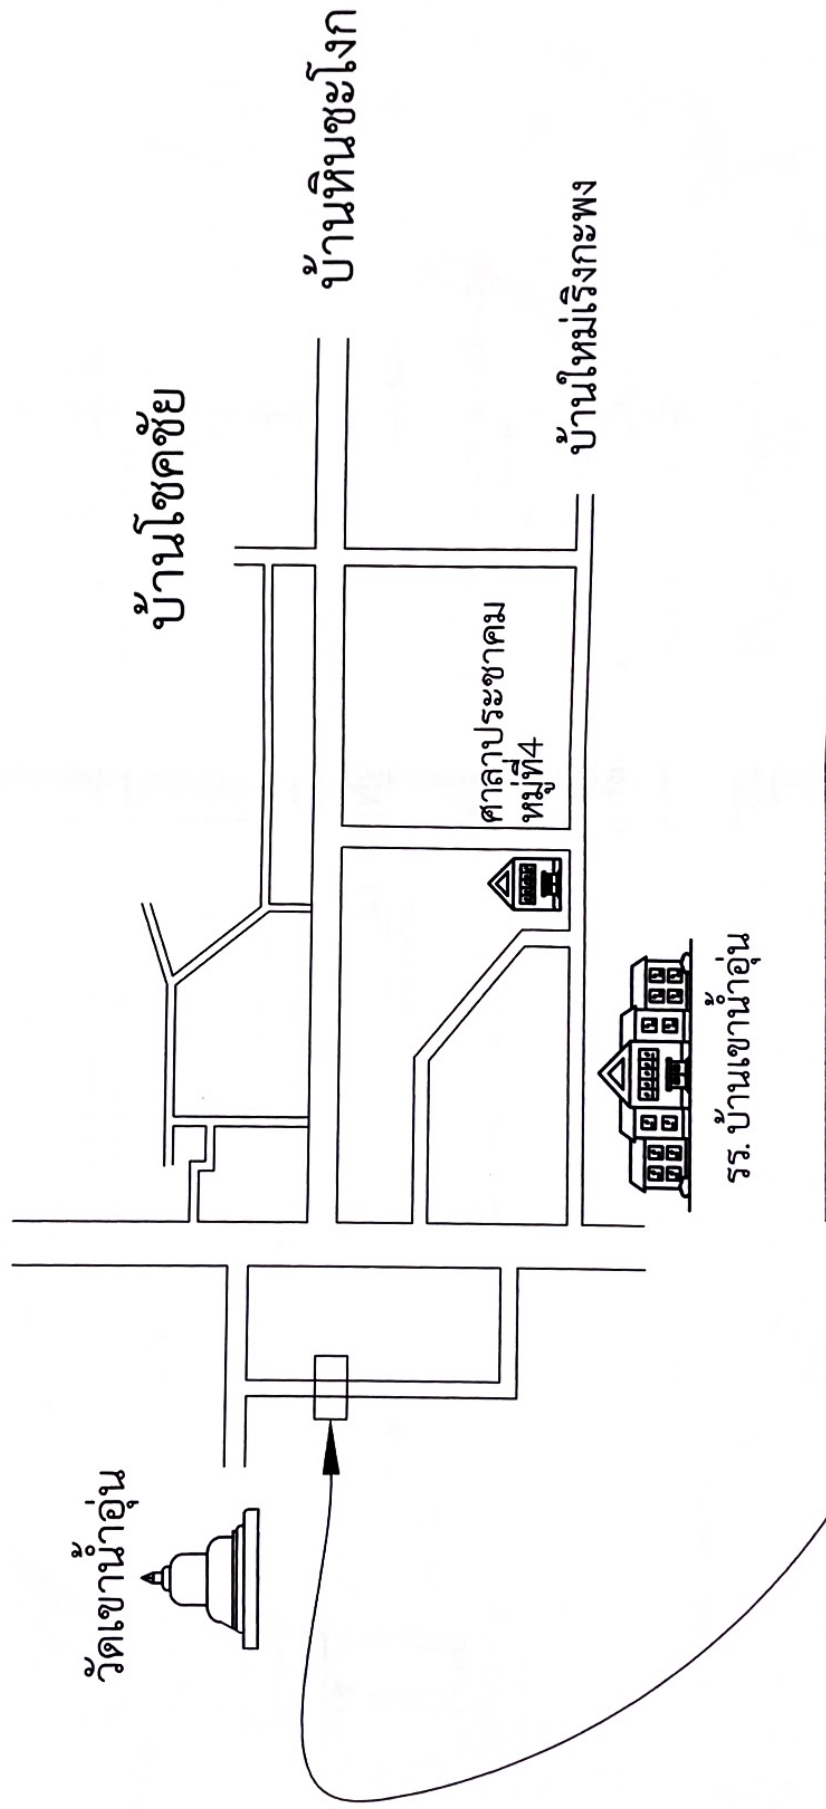 วัดเขาน้ำอุ่น
บ้านโชคชัย
บ้านหินชะโงก
ศาลาประชาคม
หมู่ที่4
บ้านใหม่เริงกะพง
รร. บ้านเขาน้ำอุ่น